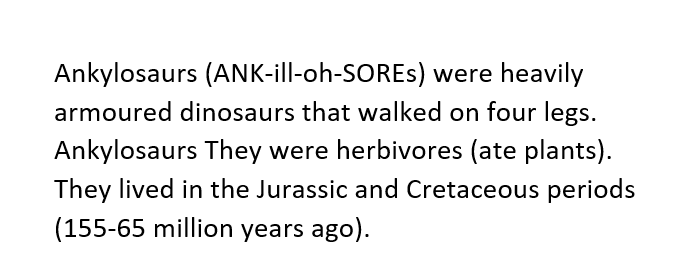 Ankylosaurs (ANK-ill-oh-SOREs) were heavily
armoured dinosaurs that walked on four legs.
Ankylosaurs They were herbivores (ate plants).
They lived in the Jurassic and Cretaceous periods
(155-65 million years ago).